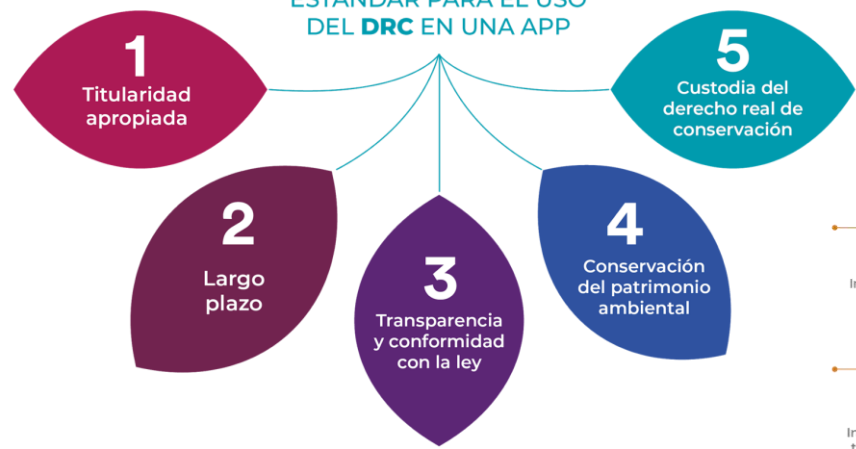 ESTÁNDAR PARA EL USO
DEL DRC EN UNA APP
1
Titularidad
apropiada
2
Largo
plazo
3
Transparencia
y conformidad
con la ley
4
Conservación
del patrimonio
ambiental
5
Custodia del
derecho real de
conservación